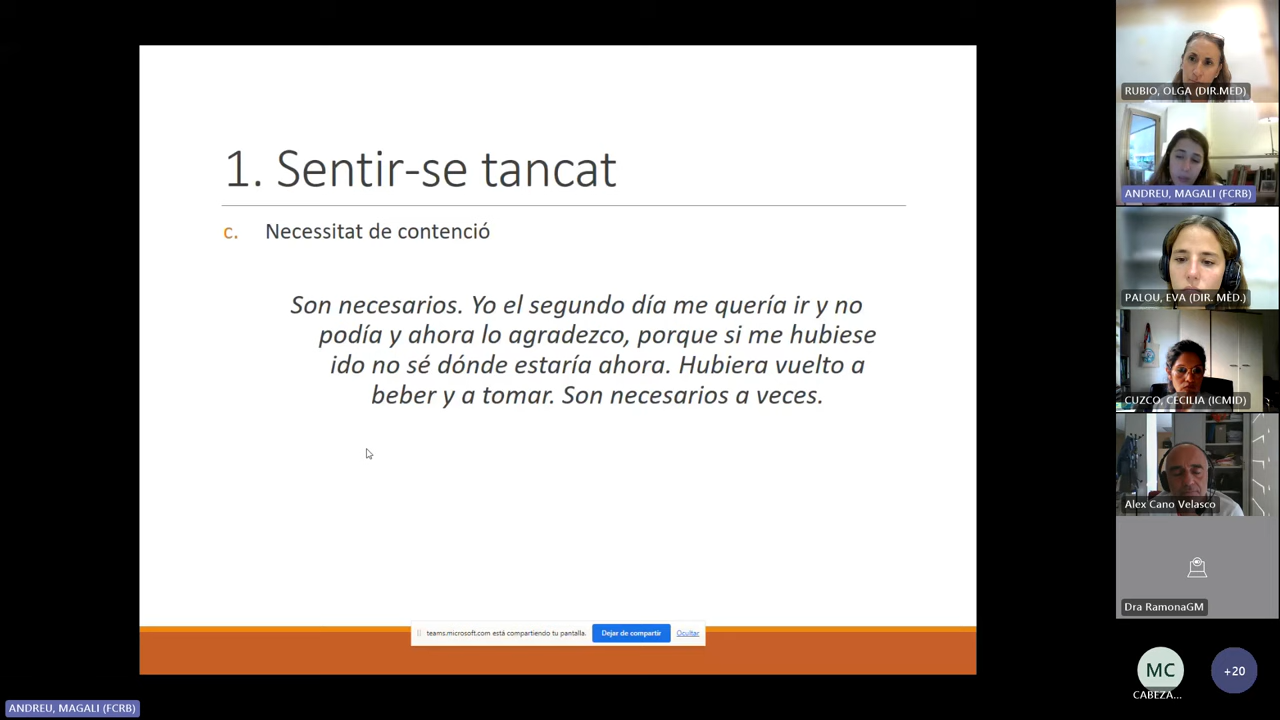 1. Sentir-se tancat
c. Necessitat de contenció
Son necesarios. Yo el segundo día me quería ir y no
podía y ahora lo agradezco, porque si me hubiese
ido no sé dónde estaría ahora. Hubiera vuelto a
beber y a tomar. Son necesarios a veces.
teams.microsoft.com está compartiendo tu pantalla.
Dejar de compartir
Ocultar
RUBIO, OLGA (DIR.MED)
ANDREU, MAGALI (FCRB)
PALOU, EVA (DIR. MÈD.)
CUZCO, CECILIA (ICMID)
Alex Cano Velasco
Dra RamonaGM
MC
CABEZA...
+20
ANDREU, MAGALI (FCRB)